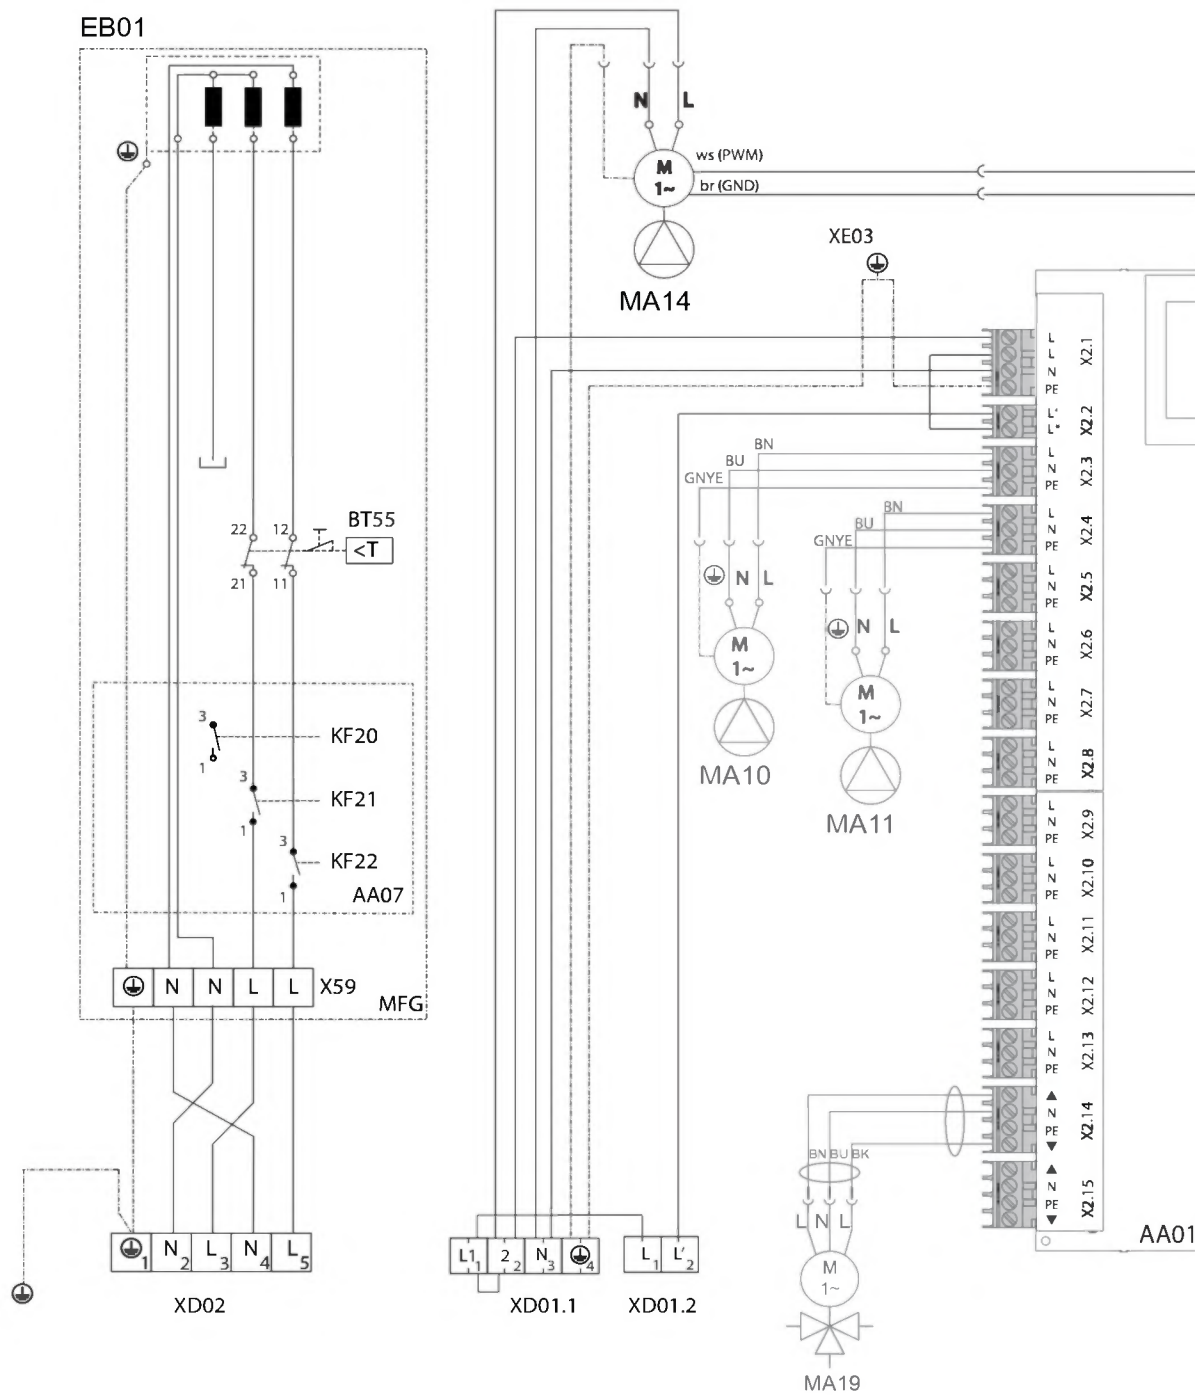 EB01
N L
ws (PWM)
M
1~
br (GND)
MA14
XE03
L
L
N
PE
X2.1
L'
L"
X2.2
BN
BU
GNYE
L
N
PE
X2.3
BN
BU
GNYE
L
N
PE
X2.4
22 12 BT55
<T
21 11
N L
M
1~
MA10
L
N
PE
X2.5
N L
M
1~
MA11
L
N
PE
X2.6
L
N
PE
X2.7
L
N
PE
X2.8
3
KF20
1
3
KF21
1
3
KF22
1
AA07
L
N
PE
X2.9
L
N
PE
X2.10
L
N
PE
X2.11
L
N
PE
X2.12
L
N
PE
X2.13
N N L L X59
MFG
▲
N
PE
▼
X2.14
BN BU BK
▲
N
PE
▼
X2.15
L N L
M
1~
MA19
AA01
1 N2 L3 N4 L5
XD02
L1 1 2 2 N3 4
XD01.1
L1 L'2
XD01.2